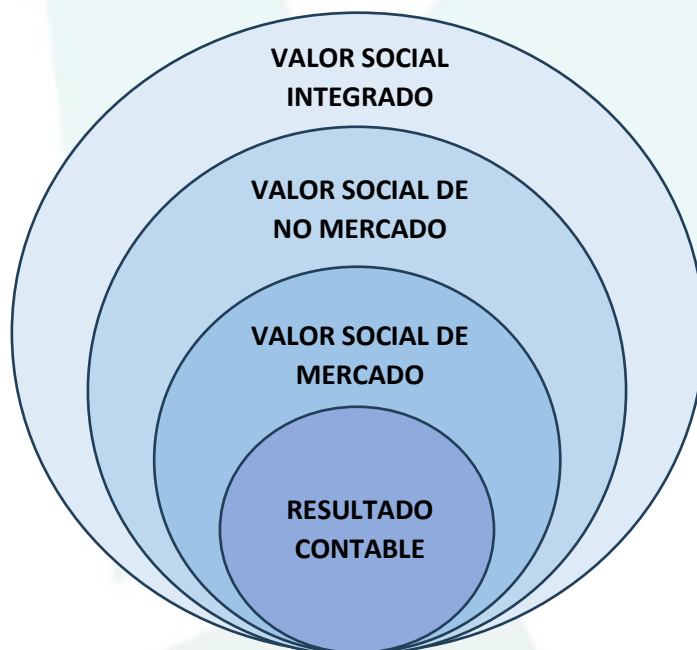 VALOR SOCIAL
INTEGRADO
VALOR SOCIAL DE
NO MERCADO
VALOR SOCIAL DE
MERCADO
RESULTADO
CONTABLE